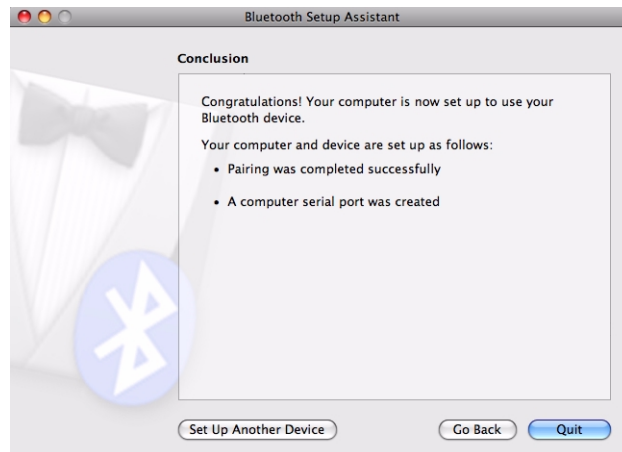 Bluetooth Setup Assistant
Conclusion
Congratulations! Your computer is now set up to use your
Bluetooth device.
Your computer and device are set up as follows:
• Pairing was completed successfully
• A computer serial port was created
Set Up Another Device Go Back Quit